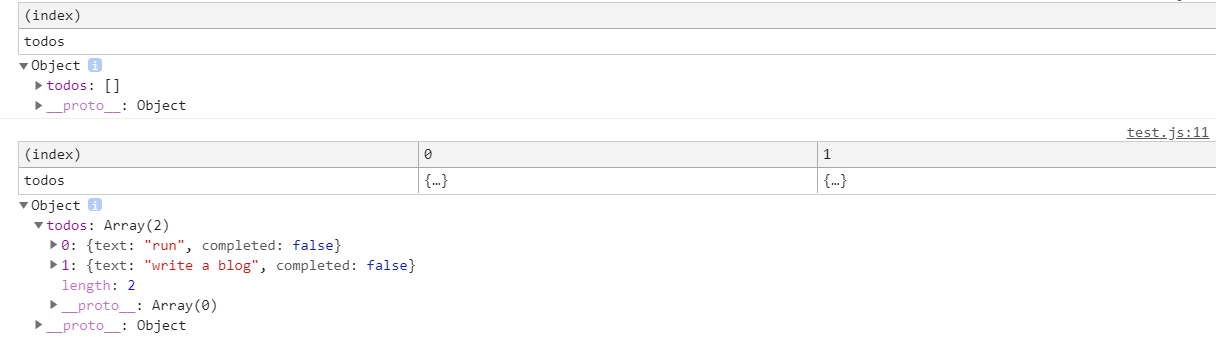 (index)
todos
▼Object i
▶todos: []
▶__proto__: Object
test.js:11
(index) 0 1
todos {…} {…}
▼Object i
▼todos: Array(2)
▶0: {text: "run", completed: false}
▶1: {text: "write a blog", completed: false}
length: 2
▶__proto__: Array(0)
▶__proto__: Object